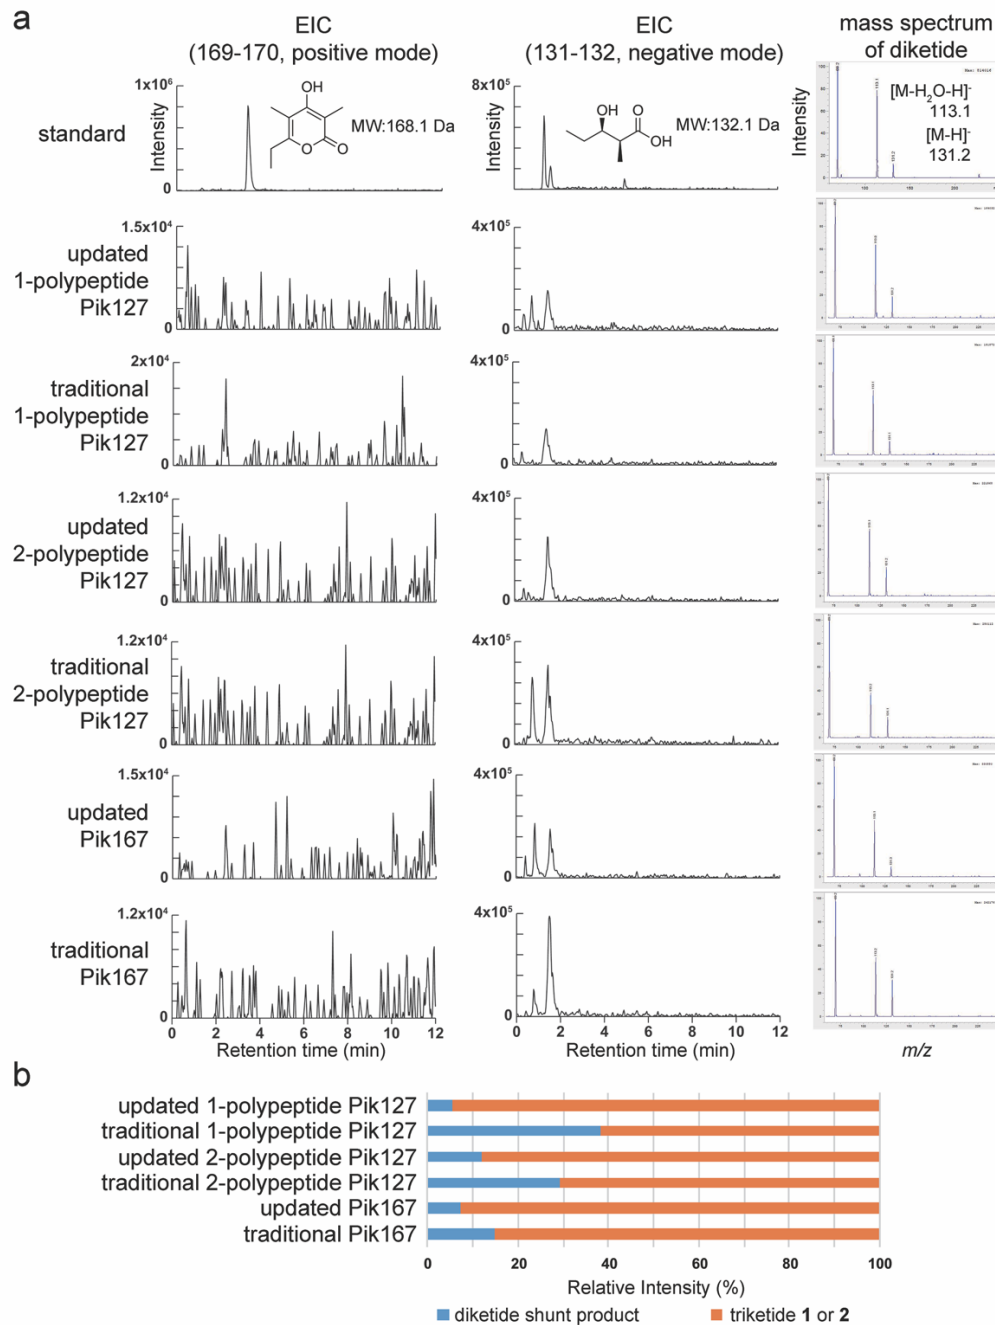 a
EIC
(169-170, positive mode)
EIC
(131-132, negative mode)
mass spectrum
of diketide
standard
1x10⁶
Intensity
0
OH
O
O
MW:168.1 Da
8x10⁵
Intensity
0
OH
O
OH
MW:132.1 Da
Intensity
[M-H₂O-H]⁻
113.1
[M-H]⁻
131.2
updated
1-polypeptide
Pik127
1.5x10⁴
0
4x10⁵
0
traditional
1-polypeptide
Pik127
2x10⁴
0
4x10⁵
0
updated
2-polypeptide
Pik127
1.2x10⁴
0
4x10⁵
0
traditional
2-polypeptide
Pik127
1.2x10⁴
0
4x10⁵
0
updated
Pik167
1.5x10⁴
0
4x10⁵
0
traditional
Pik167
1.2x10⁴
0
4x10⁵
0
0 2 4 6 8 10 12
Retention time (min)
0 2 4 6 8 10 12
Retention time (min)
m/z
b
updated 1-polypeptide Pik127
traditional 1-polypeptide Pik127
updated 2-polypeptide Pik127
traditional 2-polypeptide Pik127
updated Pik167
traditional Pik167
0 20 40 60 80 100
Relative Intensity (%)
diketide shunt product
triketide 1 or 2